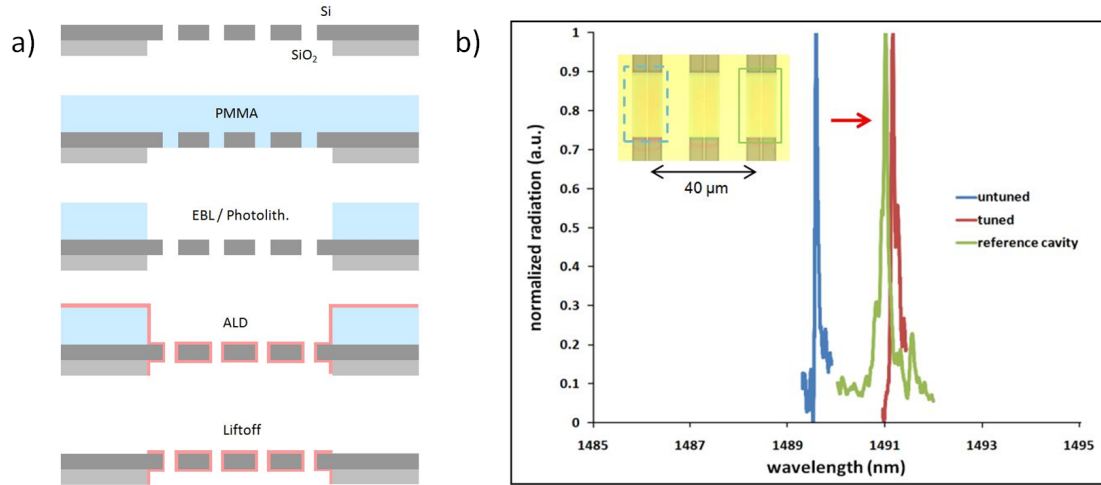 a)
Si
SiO2
PMMA
EBL / Photolith.
ALD
Liftoff
b)
normalized radiation (a.u.)
1
0.9
0.8
0.7
0.6
0.5
0.4
0.3
0.2
0.1
0
40 µm
untuned
tuned
reference cavity
1485 1487 1489 1491 1493 1495
wavelength (nm)